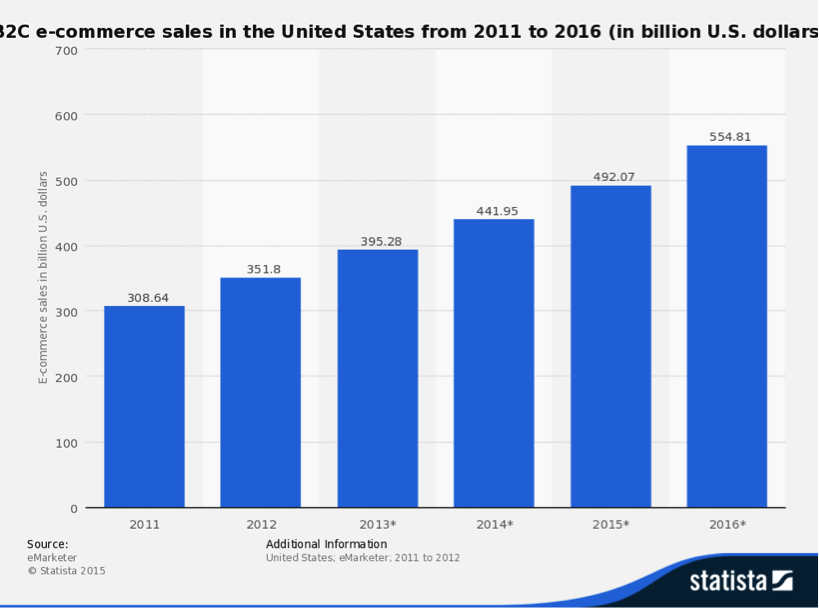 B2C e-commerce sales in the United States from 2011 to 2016 (in billion U.S. dollars
E-commerce sales in billion U.S. dollars
700
600
500
400
300
200
100
0
308.64
351.8
395.28
441.95
492.07
554.81
2011
2012
2013*
2014*
2015*
2016*
Source:
eMarketer
© Statista 2015
Additional Information
United States; eMarketer; 2011 to 2012
statista